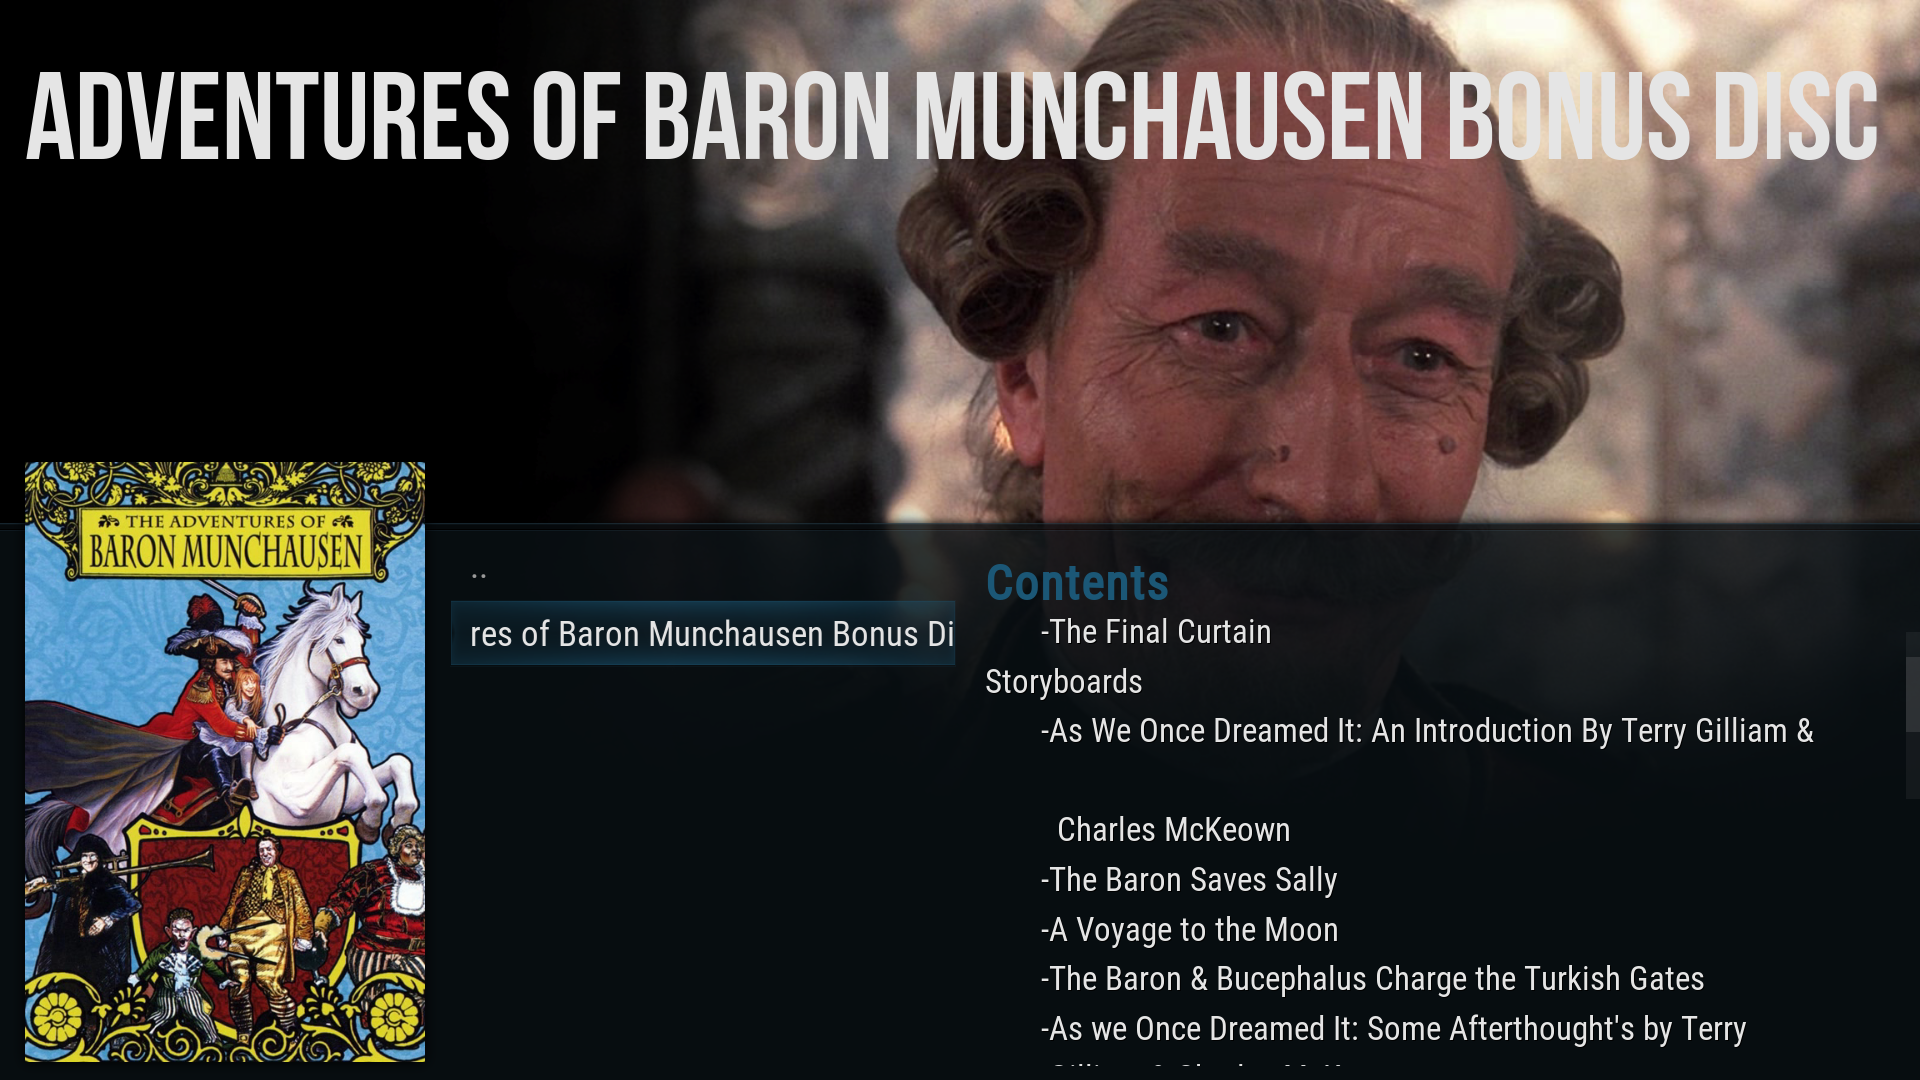 ADVENTURES OF BARON MUNCHAUSEN BONUS DISC
THE ADVENTURES OF
BARON MUNCHAUSEN
..
res of Baron Munchausen Bonus Di
Contents
-The Final Curtain
Storyboards
-As We Once Dreamed It: An Introduction By Terry Gilliam &
Charles McKeown
-The Baron Saves Sally
-A Voyage to the Moon
-The Baron & Bucephalus Charge the Turkish Gates
-As we Once Dreamed It: Some Afterthought's by Terry